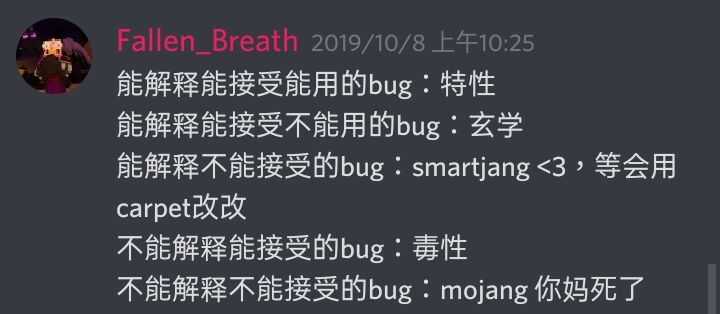 Fallen_Breath 2019/10/8 上午10:25
能解释能接受能用的bug：特性
能解释能接受不能用的bug：玄学
能解释不能接受的bug：smartjang <3，等会用
carpet改改
不能解释能接受的bug：毒性
不能解释不能接受的bug：mojang 你妈死了